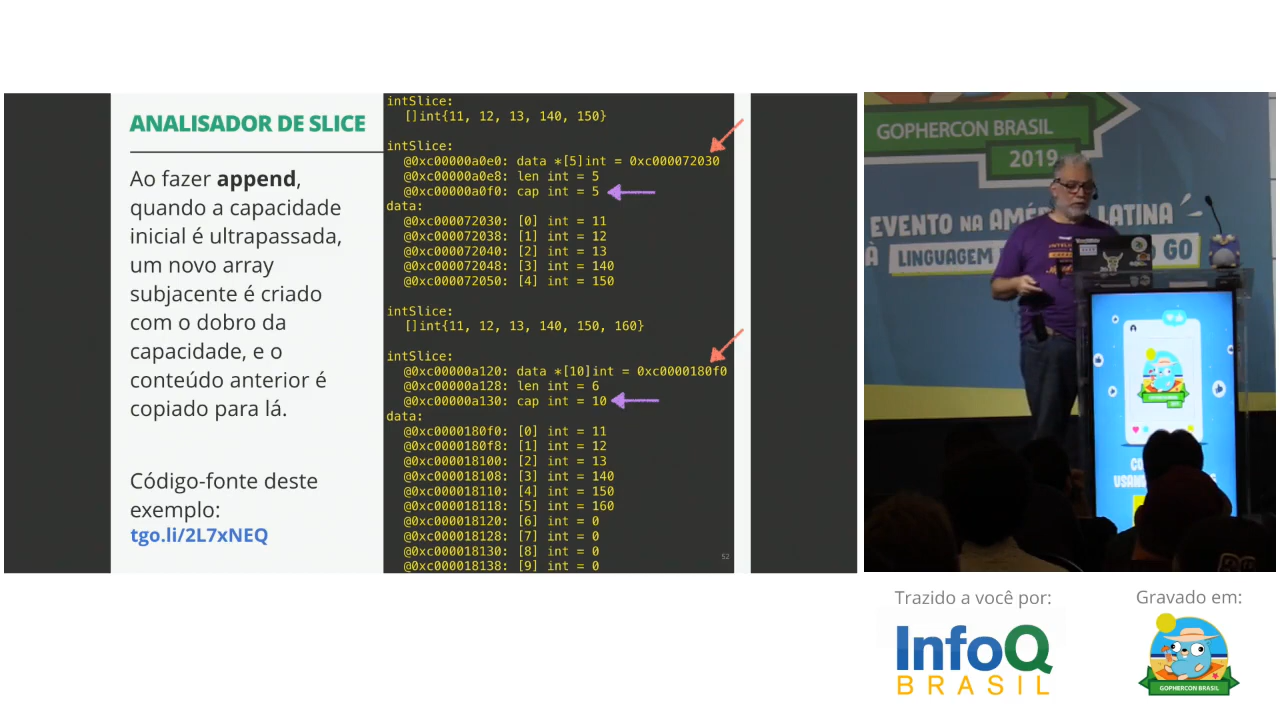 ANALISADOR DE SLICE
Ao fazer append,
quando a capacidade
inicial é ultrapassada,
um novo array
subjacente é criado
com o dobro da
capacidade, e o
conteúdo anterior é
copiado para lá.
Código-fonte deste
exemplo:
tgo.li/2L7xNEQ
intSlice:
[]int{11, 12, 13, 140, 150}
intSlice:
@0xc00000a0e0: data *[5]int = 0xc000072030
@0xc00000a0e8: len int = 5
@0xc00000a0f0: cap int = 5
data:
@0xc000072030: [0] int = 11
@0xc000072038: [1] int = 12
@0xc000072040: [2] int = 13
@0xc000072048: [3] int = 140
@0xc000072050: [4] int = 150
intSlice:
[]int{11, 12, 13, 140, 150, 160}
intSlice:
@0xc00000a120: data *[10]int = 0xc0000180f0
@0xc00000a128: len int = 6
@0xc00000a130: cap int = 10
data:
@0xc0000180f0: [0] int = 11
@0xc0000180f8: [1] int = 12
@0xc000018100: [2] int = 13
@0xc000018108: [3] int = 140
@0xc000018110: [4] int = 150
@0xc000018118: [5] int = 160
@0xc000018120: [6] int = 0
@0xc000018128: [7] int = 0
@0xc000018130: [8] int = 0
@0xc000018138: [9] int = 0
52
GOPHERCON BRASIL
2019
EVENTO NA AMÉ LATINA
À LINGUAGEM GO
Trazido a você por:
InfoQ
BRASIL
Gravado em:
GOPHERCON BRASIL